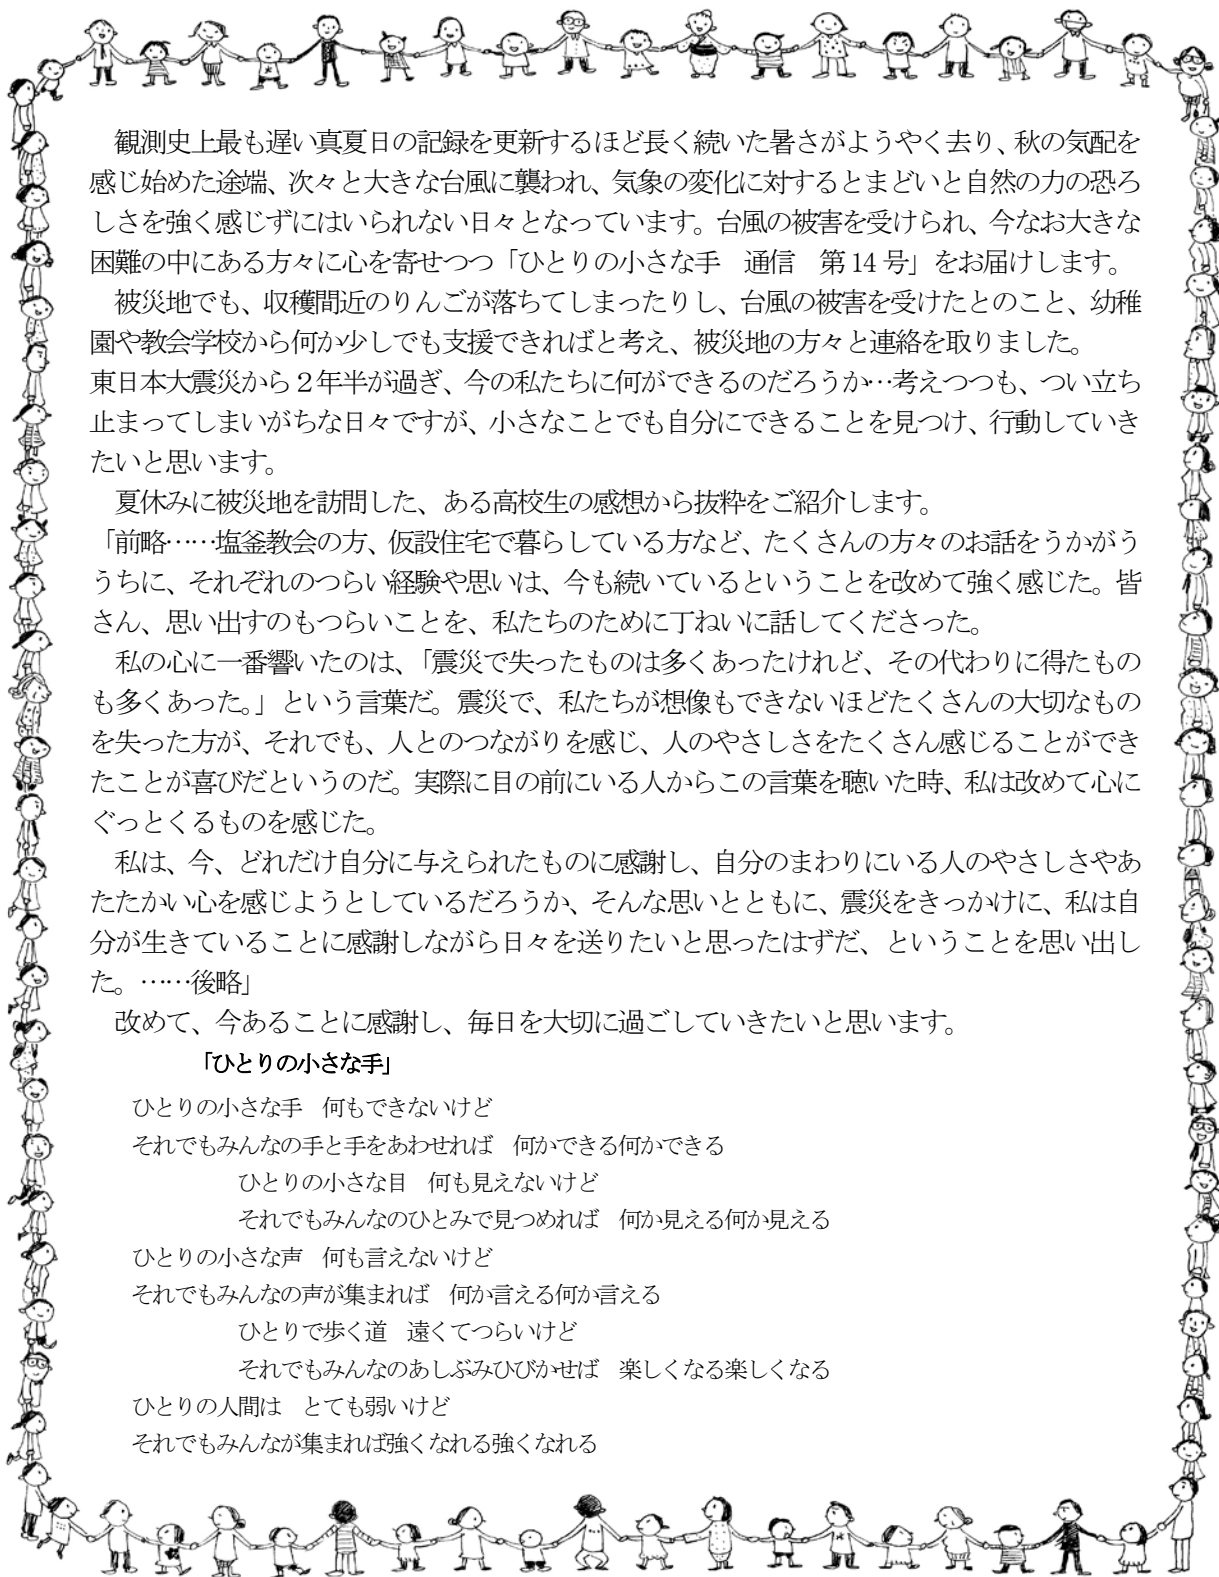 観測史上最も遅い真夏日の記録を更新するほど長く続いた暑さがようやく去り、秋の気配を
感じ始めた途端、次々と大きな台風に襲われ、気象の変化に対するとまどいと自然の力の恐ろ
しさを強く感じずにはいられない日々となっています。台風の被害を受けられ、今なお大きな
困難の中にある方々に心を寄せつつ「ひとりの小さな手　通信　第 14 号」をお届けします。
　被災地でも、収穫間近のりんごが落ちてしまったりし、台風の被害を受けたとのこと、幼稚
園や教会学校から何か少しでも支援できればと考え、被災地の方々と連絡を取りました。
東日本大震災から２年半が過ぎ、今の私たちに何ができるのだろうか…考えつつも、つい立ち
止まってしまいがちな日々ですが、小さなことでも自分にできることを見つけ、行動していき
たいと思います。
　夏休みに被災地を訪問した、ある高校生の感想から抜粋をご紹介します。
「前略……塩釜教会の方、仮設住宅で暮らしている方など、たくさんの方々のお話をうかがう
うちに、それぞれのつらい経験や思いは、今も続いているということを改めて強く感じた。皆
さん、思い出すのもつらいことを、私たちのために丁ねいに話してくださった。
　私の心に一番響いたのは、「震災で失ったものは多くあったけれど、その代わりに得たもの
も多くあった。」という言葉だ。震災で、私たちが想像もできないほどたくさんの大切なもの
を失った方が、それでも、人とのつながりを感じ、人のやさしさをたくさん感じることができ
たことが喜びだというのだ。実際に目の前にいる人からこの言葉を聴いた時、私は改めて心に
ぐっとくるものを感じた。
　私は、今、どれだけ自分に与えられたものに感謝し、自分のまわりにいる人のやさしさやあ
たたかい心を感じようとしているだろうか、そんな思いとともに、震災をきっかけに、私は自
分が生きていることに感謝しながら日々を送りたいと思ったはずだ、ということを思い出し
た。……後略」
　改めて、今あることに感謝し、毎日を大切に過ごしていきたいと思います。
「ひとりの小さな手」
ひとりの小さな手　何もできないけど
それでもみんなの手と手をあわせれば　何かできる何かできる
ひとりの小さな目　何も見えないけど
それでもみんなのひとみで見つめれば　何か見える何か見える
ひとりの小さな声　何も言えないけど
それでもみんなの声が集まれば　何か言える何か言える
ひとりで歩く道　遠くてつらいけど
それでもみんなのあしぶみひびかせば　楽しくなる楽しくなる
ひとりの人間は　とても弱いけど
それでもみんなが集まれば強くなれる強くなれる